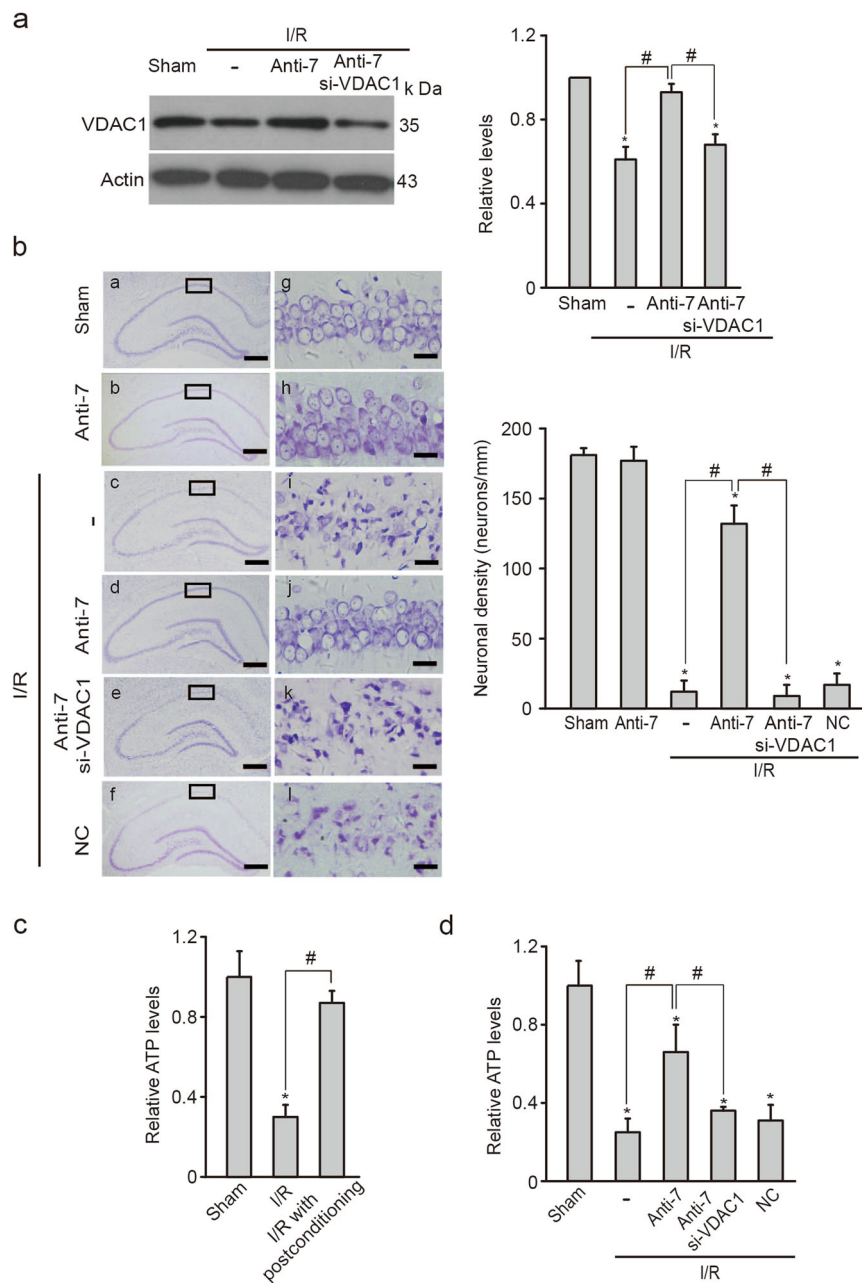 a
I/R
Sham
-
Anti-7
Anti-7
si-VDAC1
k Da
VDAC1
35
Actin
43
1.2
0.8
0.4
0
Relative levels
#
#
*
*
Sham
-
Anti-7
Anti-7
si-VDAC1
I/R
b
Sham
a
g
Anti-7
b
h
I/R
-
c
i
Anti-7
d
j
Anti-7
si-VDAC1
e
k
NC
f
l
200
150
100
50
0
Neuronal density (neurons/mm)
#
#
*
*
*
*
Sham
Anti-7
-
Anti-7
Anti-7
si-VDAC1
NC
I/R
c
1.2
0.8
0.4
0
Relative ATP levels
#
*
Sham
I/R
I/R with
postconditioning
d
1.2
0.8
0.4
0
Relative ATP levels
#
#
*
*
*
*
Sham
-
Anti-7
Anti-7
si-VDAC1
NC
I/R